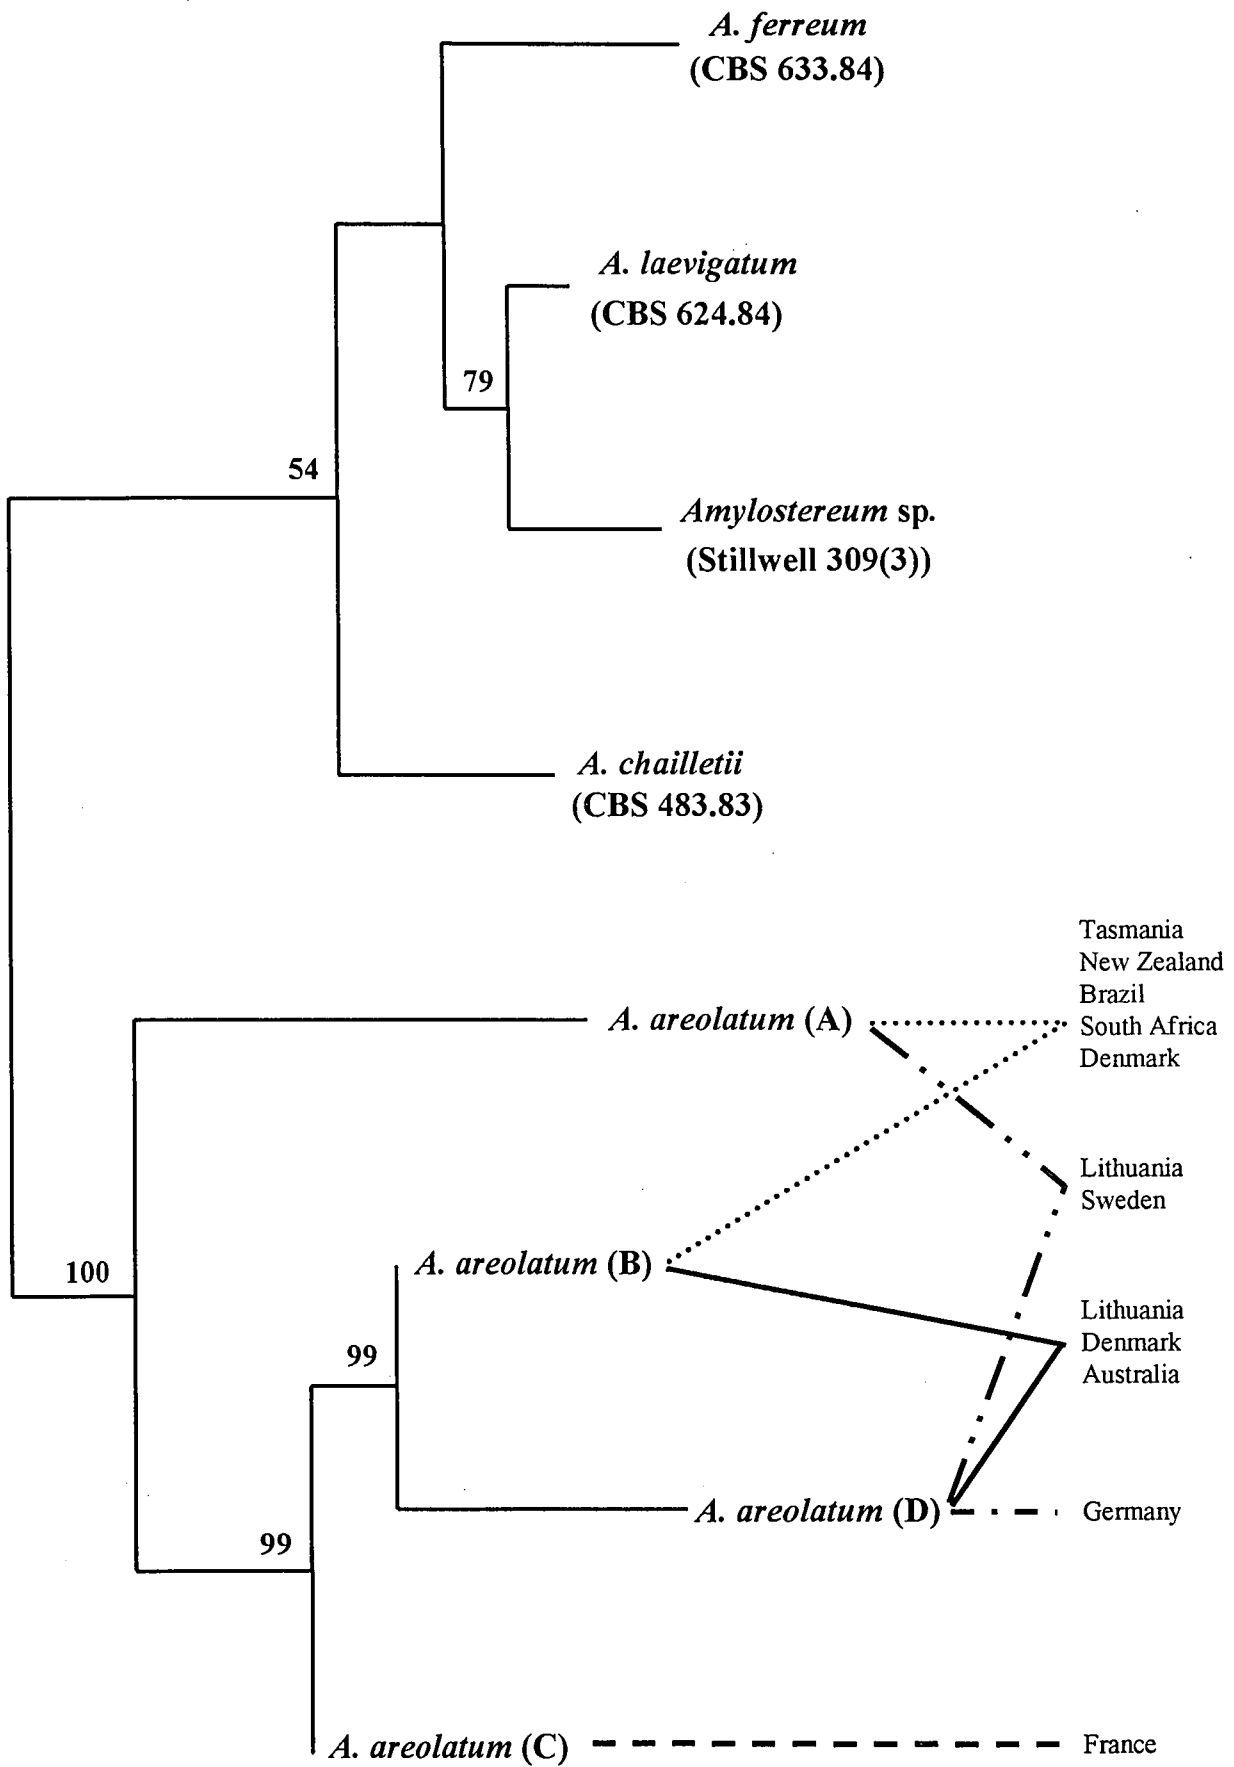 A. ferreum
(CBS 633.84)
A. laevigatum
(CBS 624.84)
79
54
Amylostereum sp.
(Stillwell 309(3))
A. chailletii
(CBS 483.83)
Tasmania
New Zealand
Brazil
A. areolatum (A)
South Africa
Denmark
Lithuania
Sweden
100
A. areolatum (B)
Lithuania
Denmark
Australia
99
A. areolatum (D)
Germany
99
A. areolatum (C)
France